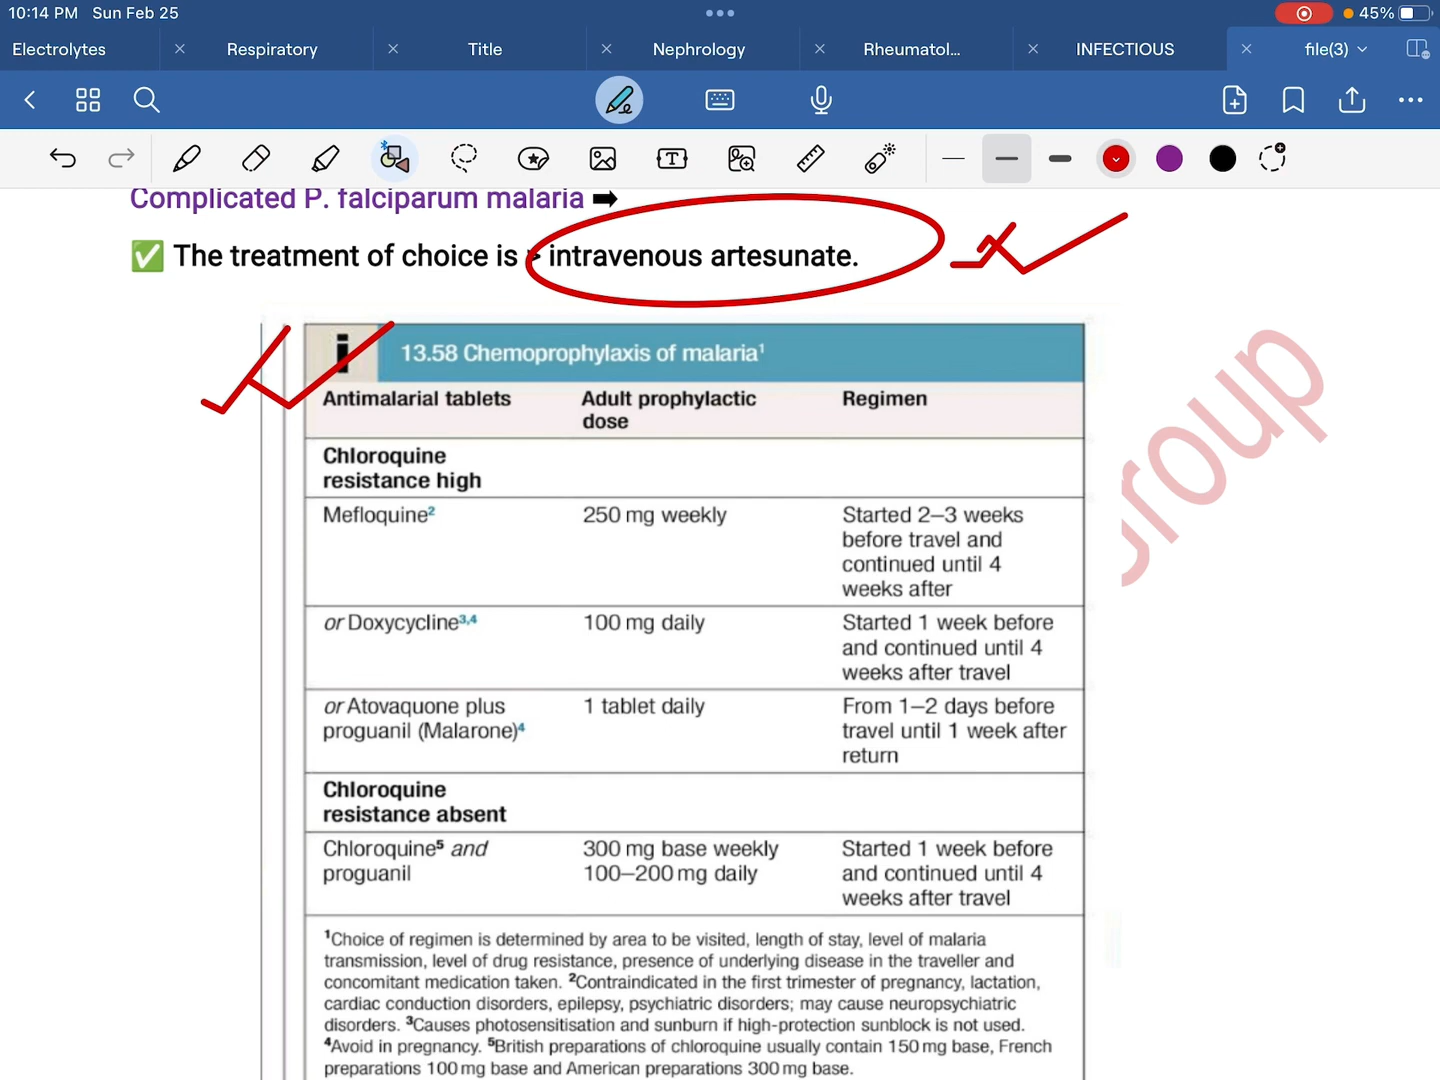 10:14 PM Sun Feb 25
45%
Electrolytes
Respiratory
Title
Nephrology
Rheumatol...
INFECTIOUS
file(3)
Complicated P. falciparum malaria ➡
✅ The treatment of choice is > intravenous artesunate.
i 13.58 Chemoprophylaxis of malaria¹
Antimalarial tablets Adult prophylactic dose Regimen
Chloroquine
resistance high
Mefloquine² 250 mg weekly Started 2–3 weeks
before travel and
continued until 4
weeks after
or Doxycycline³,⁴ 100 mg daily Started 1 week before
and continued until 4
weeks after travel
or Atovaquone plus 1 tablet daily From 1–2 days before
proguanil (Malarone)⁴ travel until 1 week after
return
Chloroquine
resistance absent
Chloroquine⁵ and 300 mg base weekly Started 1 week before
proguanil 100–200 mg daily and continued until 4
weeks after travel
¹Choice of regimen is determined by area to be visited, length of stay, level of malaria
transmission, level of drug resistance, presence of underlying disease in the traveller and
concomitant medication taken. ²Contraindicated in the first trimester of pregnancy, lactation,
cardiac conduction disorders, epilepsy, psychiatric disorders; may cause neuropsychiatric
disorders. ³Causes photosensitisation and sunburn if high-protection sunblock is not used.
⁴Avoid in pregnancy. ⁵British preparations of chloroquine usually contain 150 mg base, French
preparations 100 mg base and American preparations 300 mg base.
roup